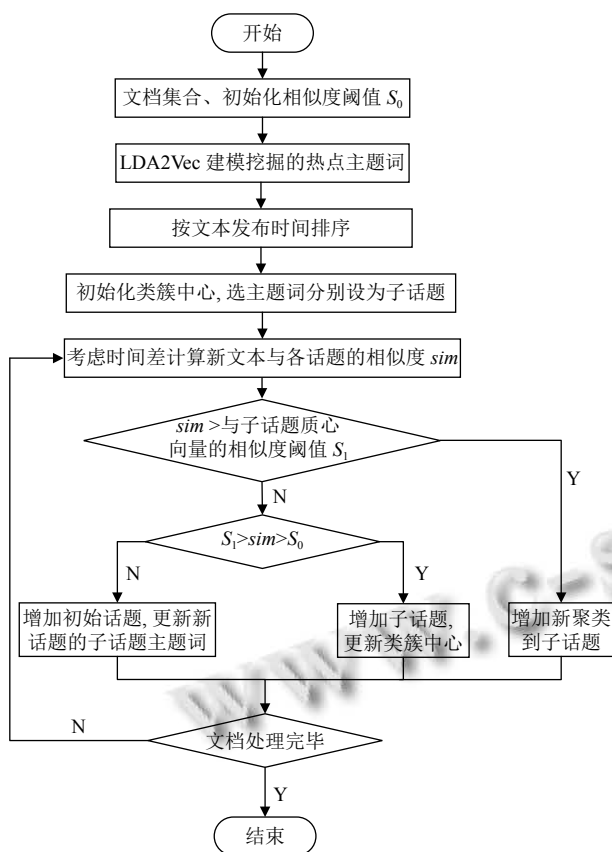 开始
文档集合、初始化相似度阈值 S₀
LDA2Vec 建模挖掘的热点主题词
按文本发布时间排序
初始化类簇中心, 选主题词分别设为子话题
考虑时间差计算新文本与各话题的相似度 sim
sim >与子话题质心
向量的相似度阈值 S₁
Y
N
S₁>sim>S₀
N
Y
增加初始话题, 更新新
话题的子话题主题词
增加子话题,
更新类簇中心
增加新聚类
到子话题
www.c-s
N
文档处理完毕
Y
结束